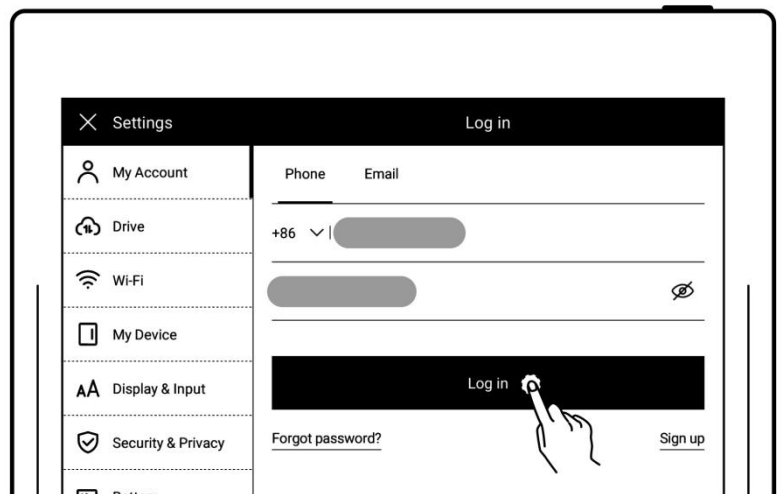 Settings
Log in
My Account
Phone
Email
Drive
+86
Wi-Fi
My Device
Display & Input
Log in
Security & Privacy
Forgot password?
Sign up